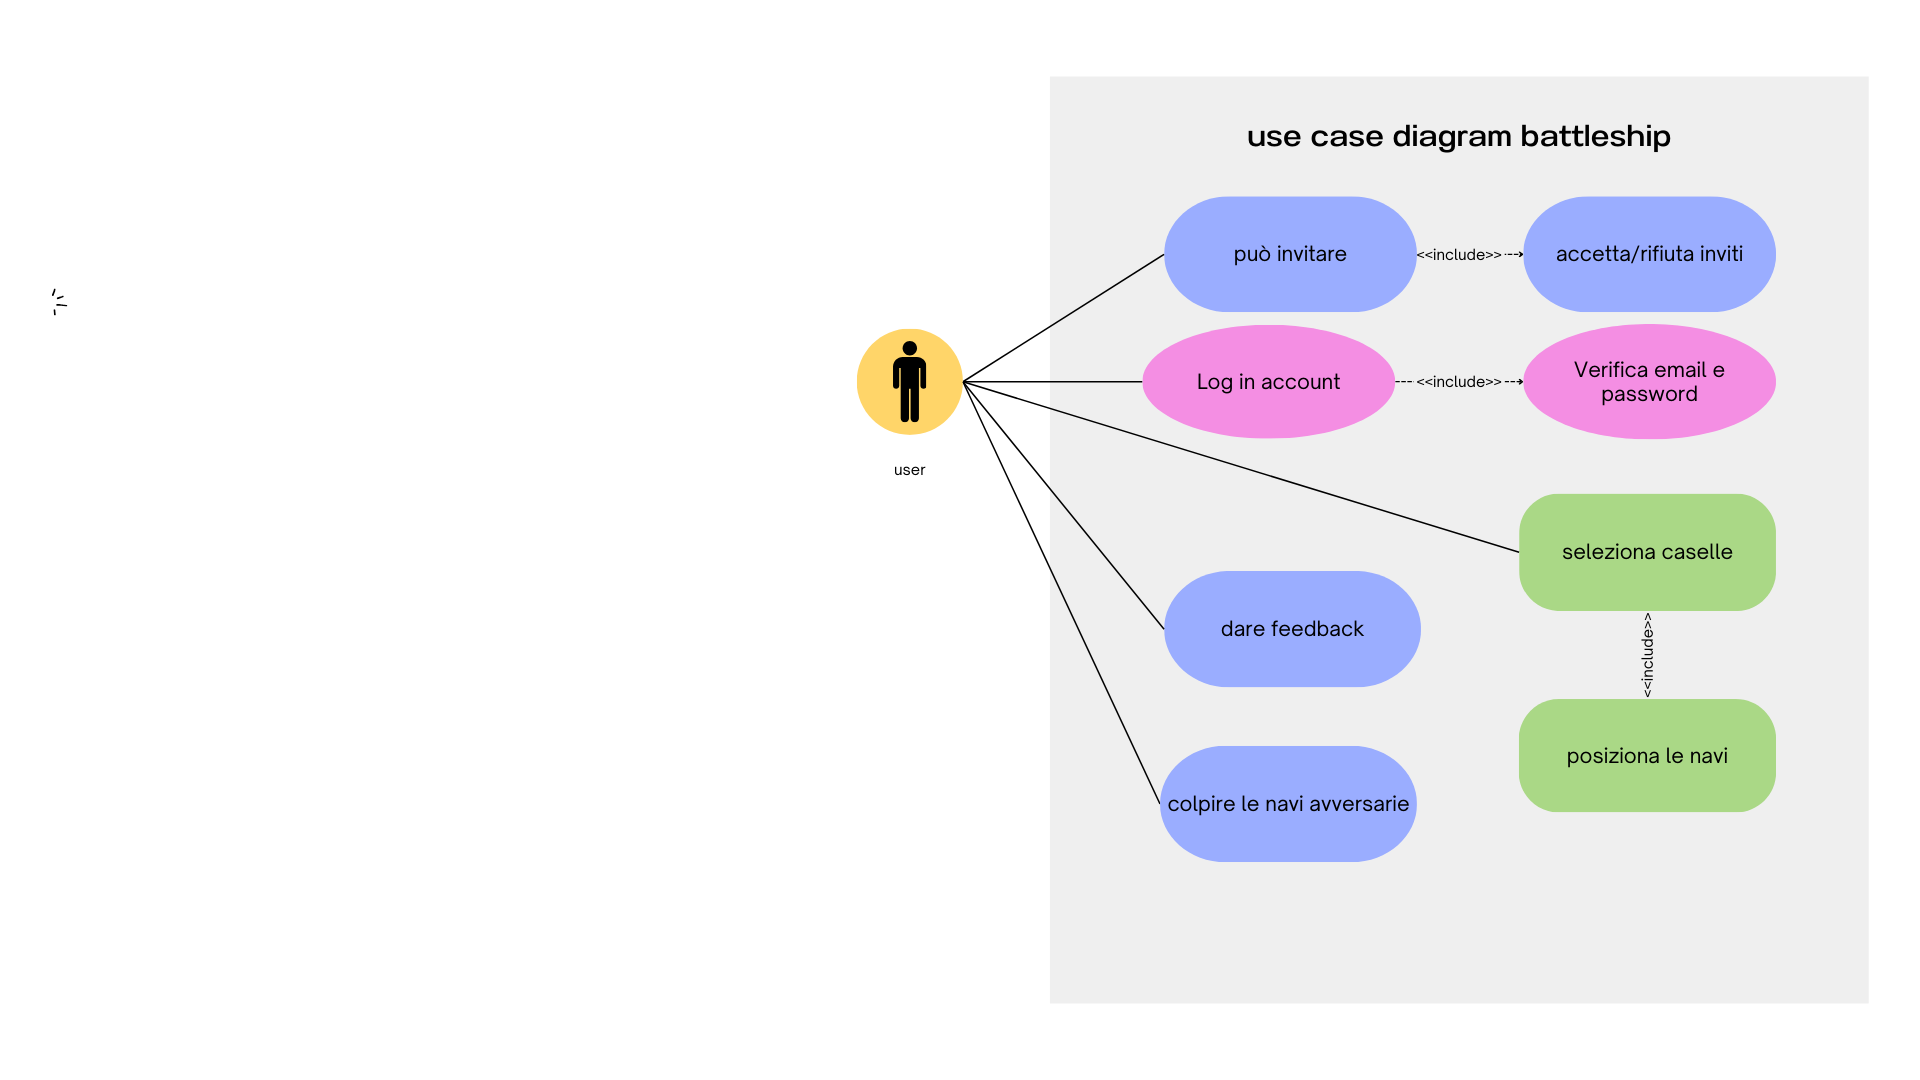 use case diagram battleship
può invitare
<<include>>
accetta/rifiuta inviti
Log in account
<<include>>
Verifica email e
password
user
seleziona caselle
<<include>>
dare feedback
posiziona le navi
colpire le navi avversarie